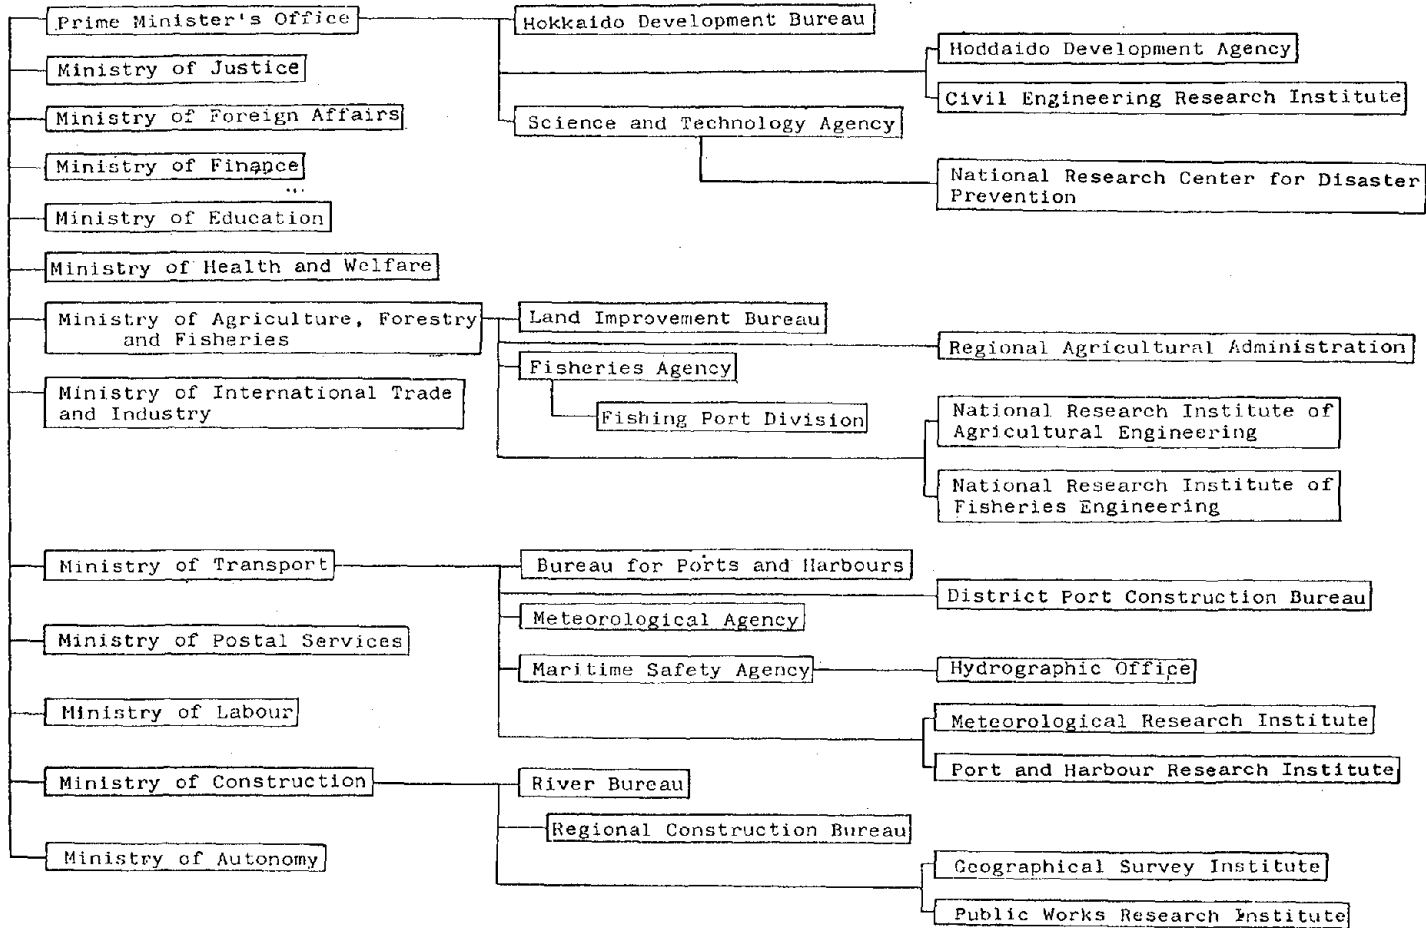 Prime Minister's Office
Hokkaido Development Bureau
Hoddaido Development Agency
Ministry of Justice
Civil Engineering Research Institute
Ministry of Foreign Affairs
Science and Technology Agency
Ministry of Finance
National Research Center for Disaster
Prevention
Ministry of Education
Ministry of Health and Welfare
Ministry of Agriculture, Forestry
and Fisheries
Land Improvement Bureau
Regional Agricultural Administration
Fisheries Agency
Ministry of International Trade
and Industry
Fishing Port Division
National Research Institute of
Agricultural Engineering
National Research Institute of
Fisheries Engineering
Ministry of Transport
Bureau for Ports and Harbours
District Port Construction Bureau
Meteorological Agency
Ministry of Postal Services
Maritime Safety Agency
Hydrographic Office
Ministry of Labour
Meteorological Research Institute
Port and Harbour Research Institute
Ministry of Construction
River Bureau
Regional Construction Bureau
Ministry of Autonomy
Geographical Survey Institute
Public Works Research Institute